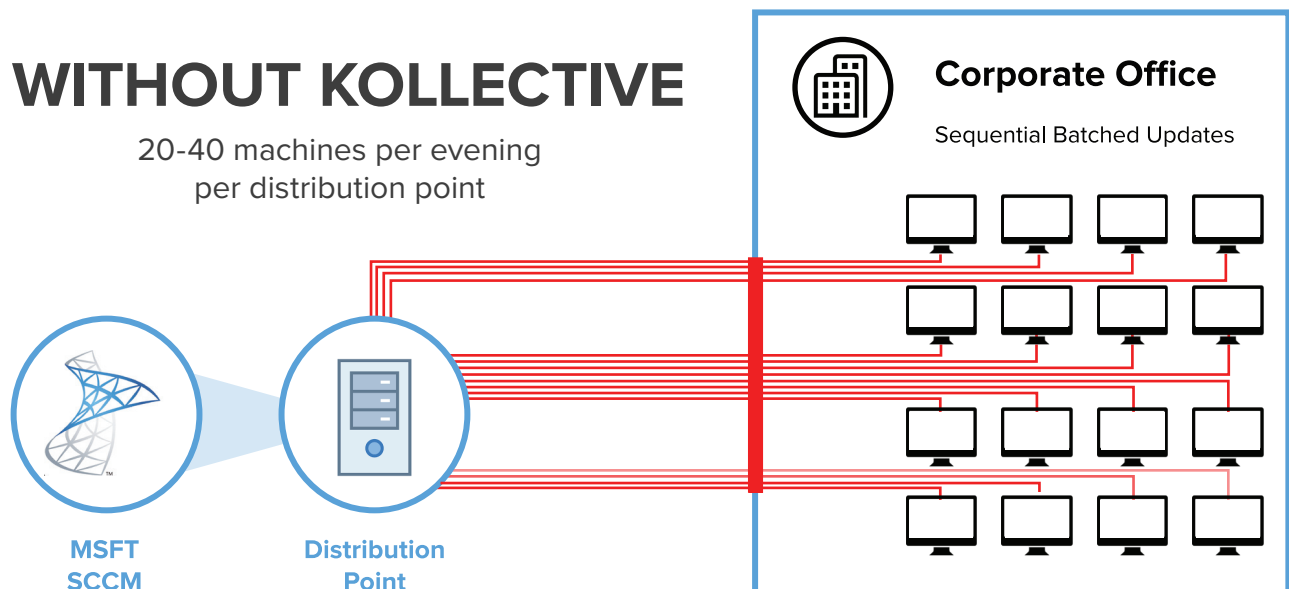 WITHOUT KOLLECTIVE
20-40 machines per evening
per distribution point
Corporate Office
Sequential Batched Updates
™
MSFT
SCCM
Distribution
Point